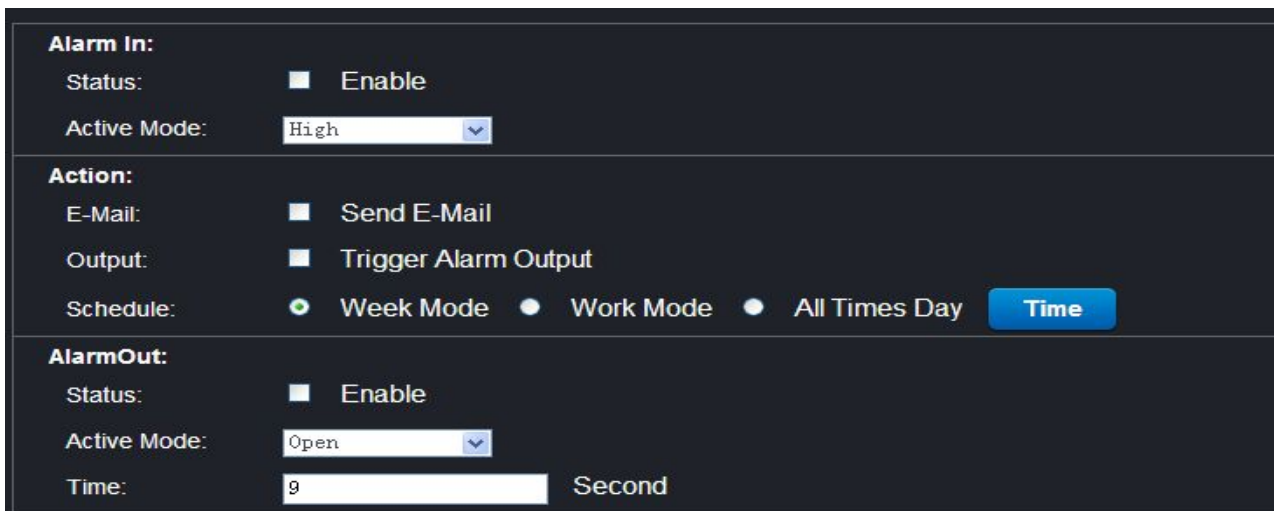 Alarm In:
Status: Enable
Active Mode: High
Action:
E-Mail: Send E-Mail
Output: Trigger Alarm Output
Schedule: Week Mode Work Mode All Times Day Time
AlarmOut:
Status: Enable
Active Mode: Open
Time: 9 Second